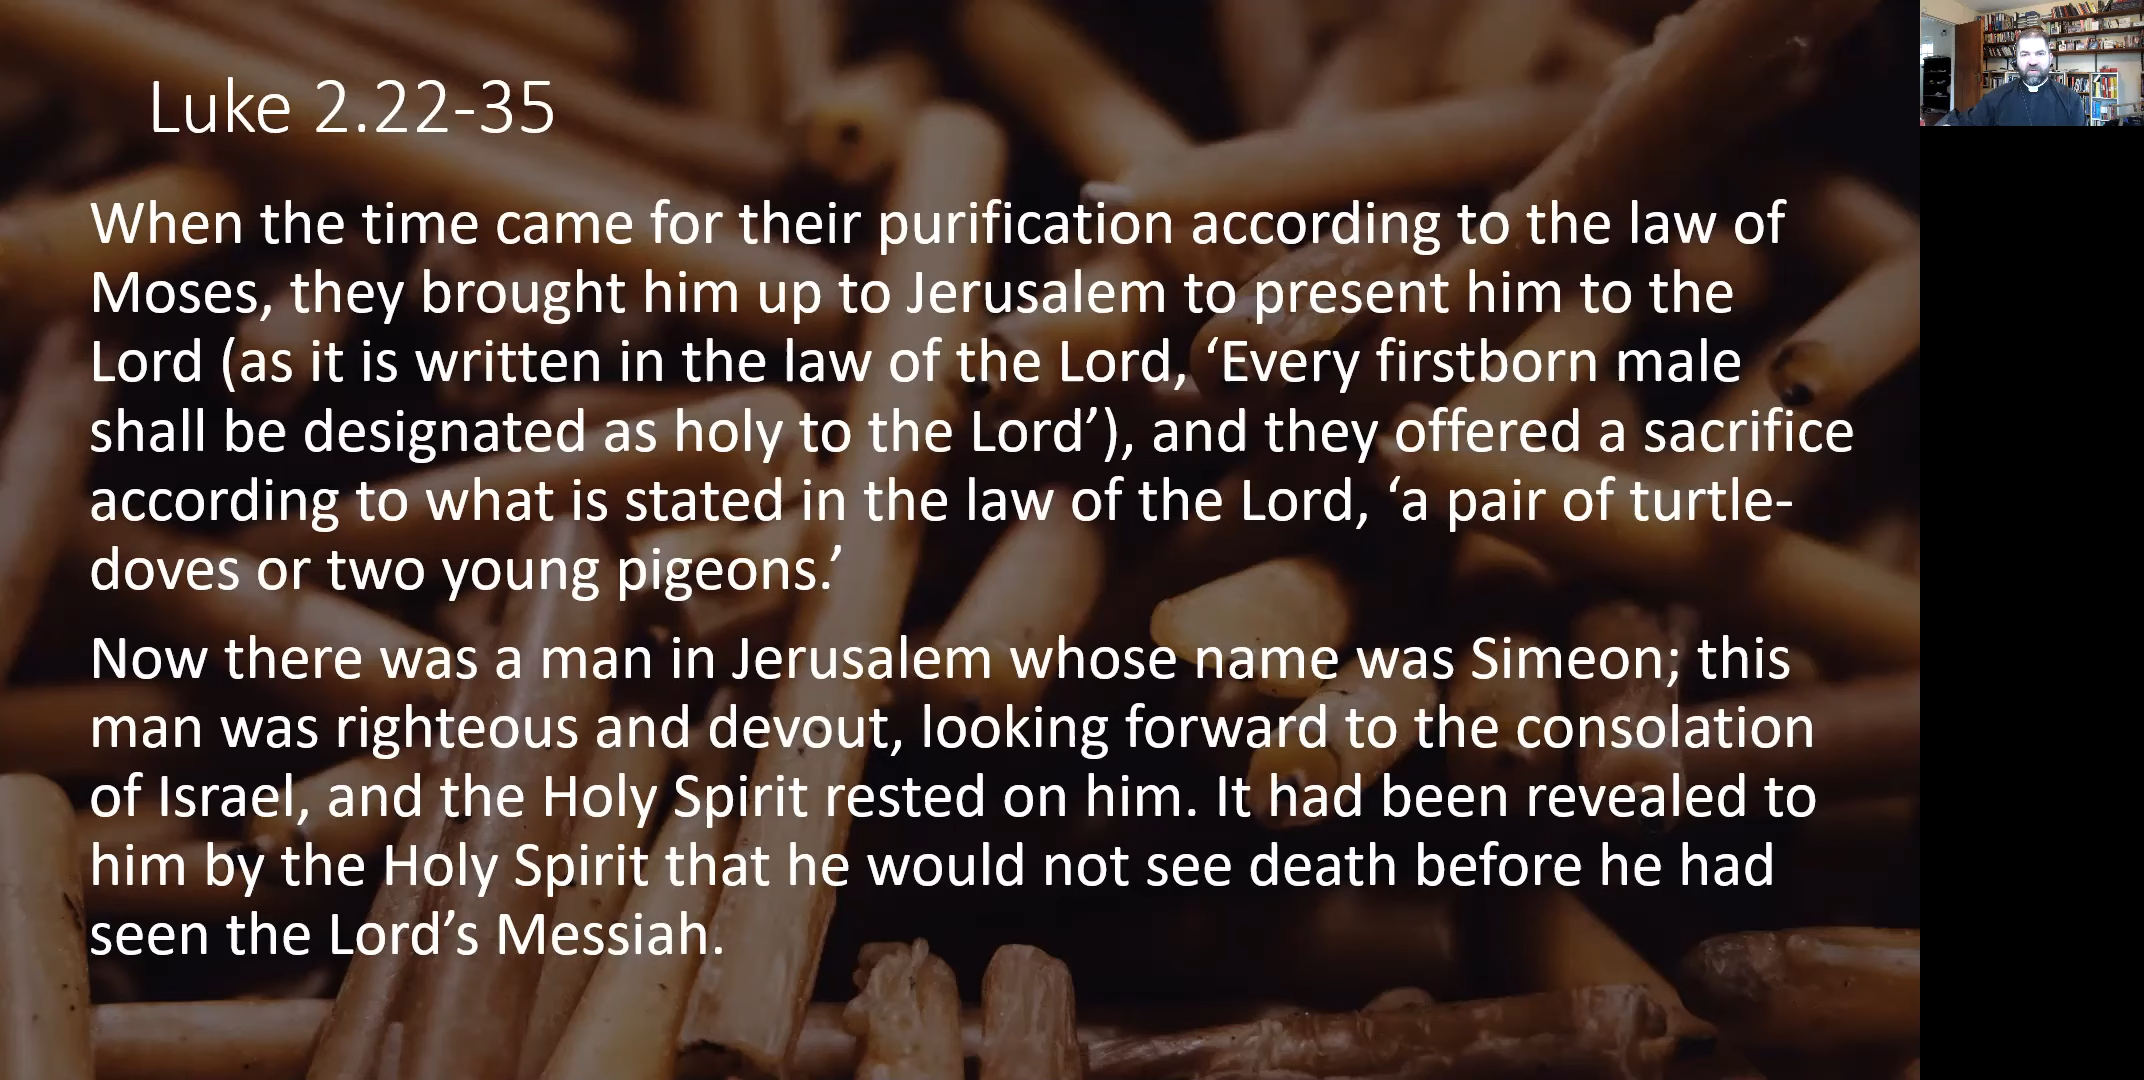 Luke 2.22-35
When the time came for their purification according to the law of
Moses, they brought him up to Jerusalem to present him to the
Lord (as it is written in the law of the Lord, ‘Every firstborn male
shall be designated as holy to the Lord’), and they offered a sacrifice
according to what is stated in the law of the Lord, ‘a pair of turtle-
doves or two young pigeons.’
Now there was a man in Jerusalem whose name was Simeon; this
man was righteous and devout, looking forward to the consolation
of Israel, and the Holy Spirit rested on him. It had been revealed to
him by the Holy Spirit that he would not see death before he had
seen the Lord’s Messiah.